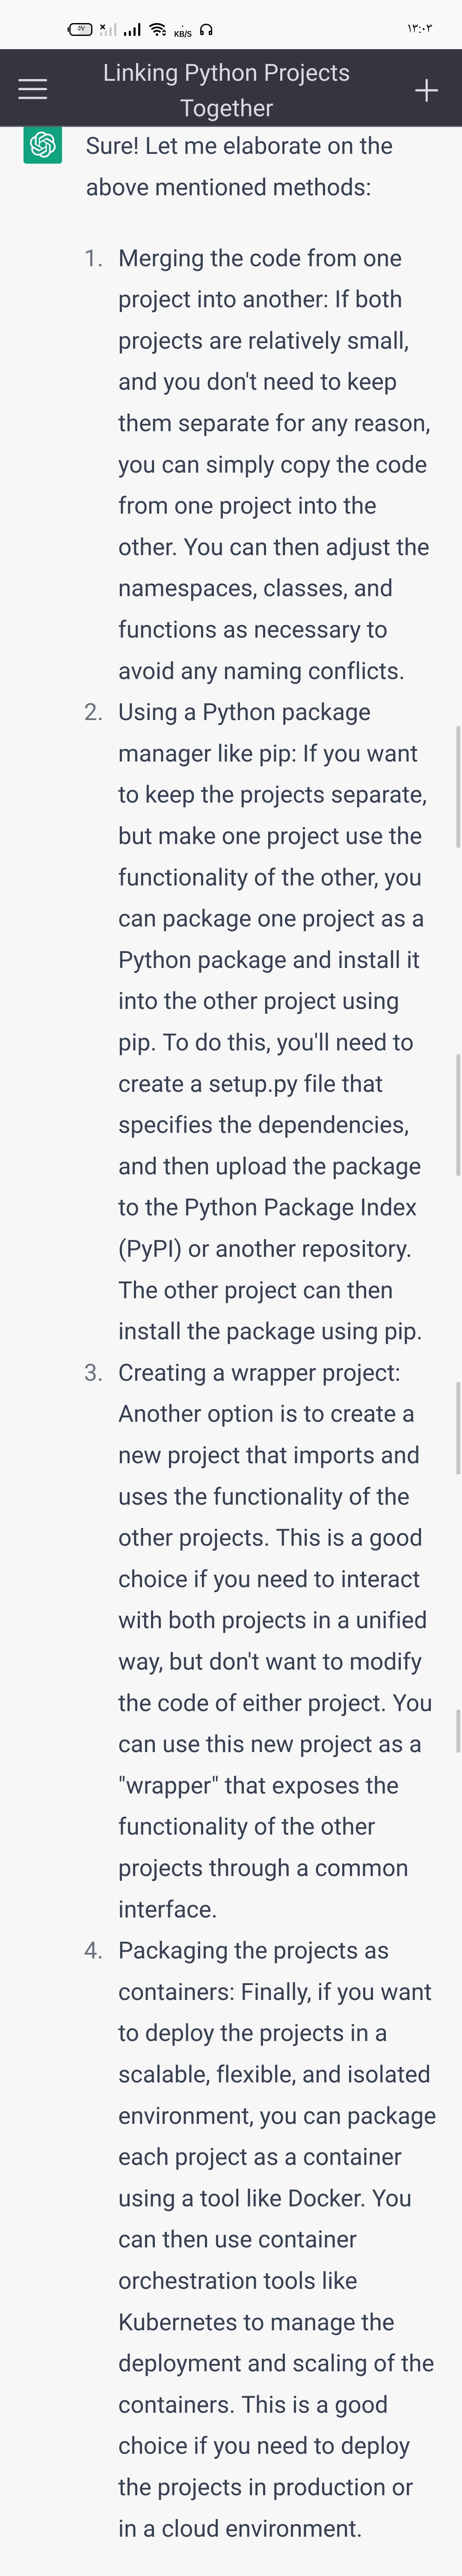 KB/S
۱۳:۰۳
Linking Python Projects
Together
Sure! Let me elaborate on the
above mentioned methods:
1. Merging the code from one
project into another: If both
projects are relatively small,
and you don't need to keep
them separate for any reason,
you can simply copy the code
from one project into the
other. You can then adjust the
namespaces, classes, and
functions as necessary to
avoid any naming conflicts.
2. Using a Python package
manager like pip: If you want
to keep the projects separate,
but make one project use the
functionality of the other, you
can package one project as a
Python package and install it
into the other project using
pip. To do this, you'll need to
create a setup.py file that
specifies the dependencies,
and then upload the package
to the Python Package Index
(PyPI) or another repository.
The other project can then
install the package using pip.
3. Creating a wrapper project:
Another option is to create a
new project that imports and
uses the functionality of the
other projects. This is a good
choice if you need to interact
with both projects in a unified
way, but don't want to modify
the code of either project. You
can use this new project as a
"wrapper" that exposes the
functionality of the other
projects through a common
interface.
4. Packaging the projects as
containers: Finally, if you want
to deploy the projects in a
scalable, flexible, and isolated
environment, you can package
each project as a container
using a tool like Docker. You
can then use container
orchestration tools like
Kubernetes to manage the
deployment and scaling of the
containers. This is a good
choice if you need to deploy
the projects in production or
in a cloud environment.